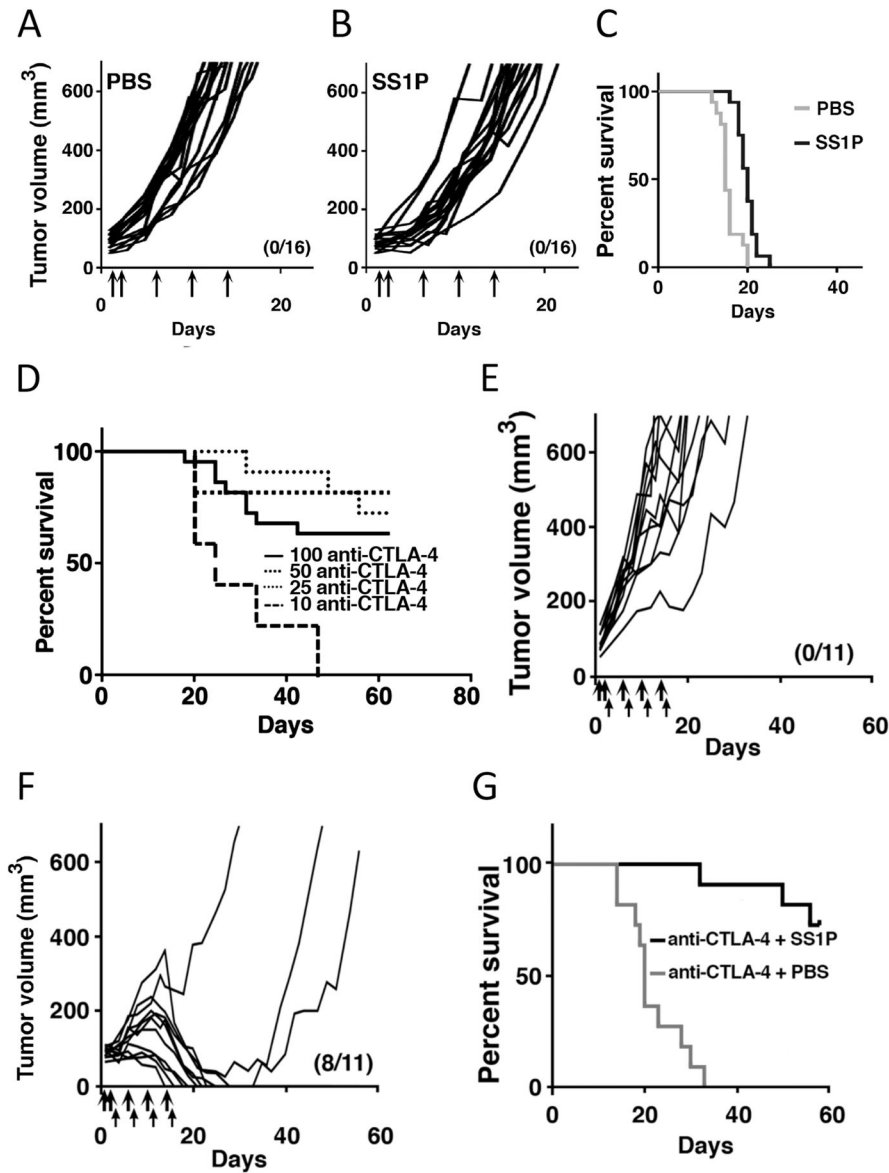 A
Tumor volume (mm³)
600
400
200
0
PBS
(0/16)
0
20
Days
B
600
400
200
0
SS1P
(0/16)
0
20
Days
C
Percent survival
100
50
0
PBS
SS1P
0
20
40
Days
D
Percent survival
100
50
0
100 anti-CTLA-4
50 anti-CTLA-4
25 anti-CTLA-4
10 anti-CTLA-4
0
20
40
60
80
Days
E
Tumor volume (mm³)
600
400
200
0
(0/11)
0
20
40
60
Days
F
Tumor volume (mm³)
600
400
200
0
(8/11)
0
20
40
60
Days
G
Percent survival
100
50
0
anti-CTLA-4 + SS1P
anti-CTLA-4 + PBS
0
20
40
60
Days